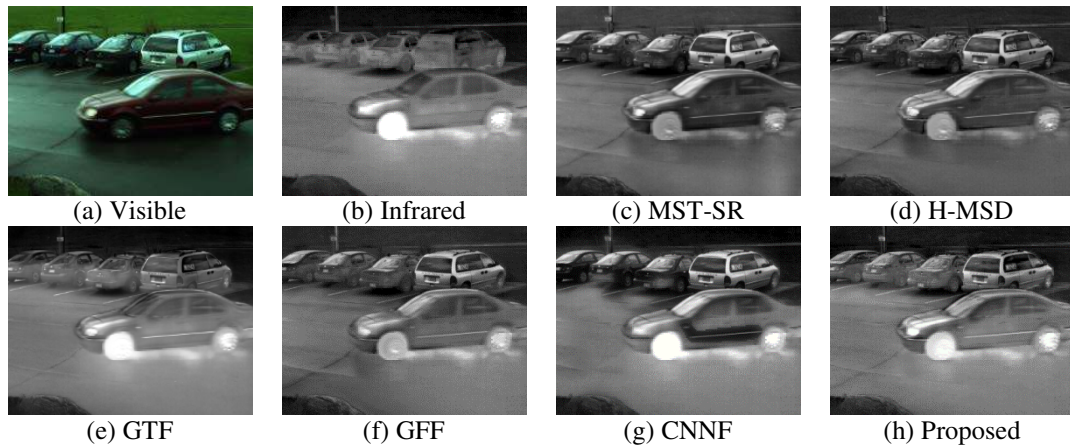 (a) Visible
(b) Infrared
(c) MST-SR
(d) H-MSD
(e) GTF
(f) GFF
(g) CNNF
(h) Proposed